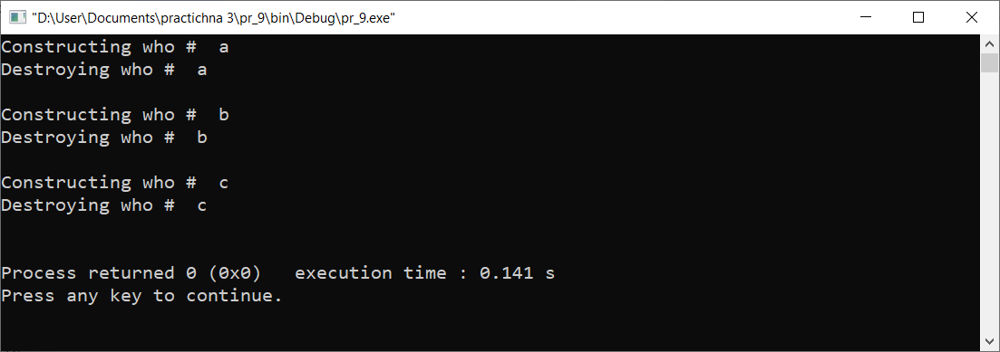 "D:\User\Documents\practichna 3\pr_9\bin\Debug\pr_9.exe"
Constructing who #  a
Destroying who #  a
Constructing who #  b
Destroying who #  b
Constructing who #  c
Destroying who #  c
Process returned 0 (0x0)   execution time : 0.141 s
Press any key to continue.